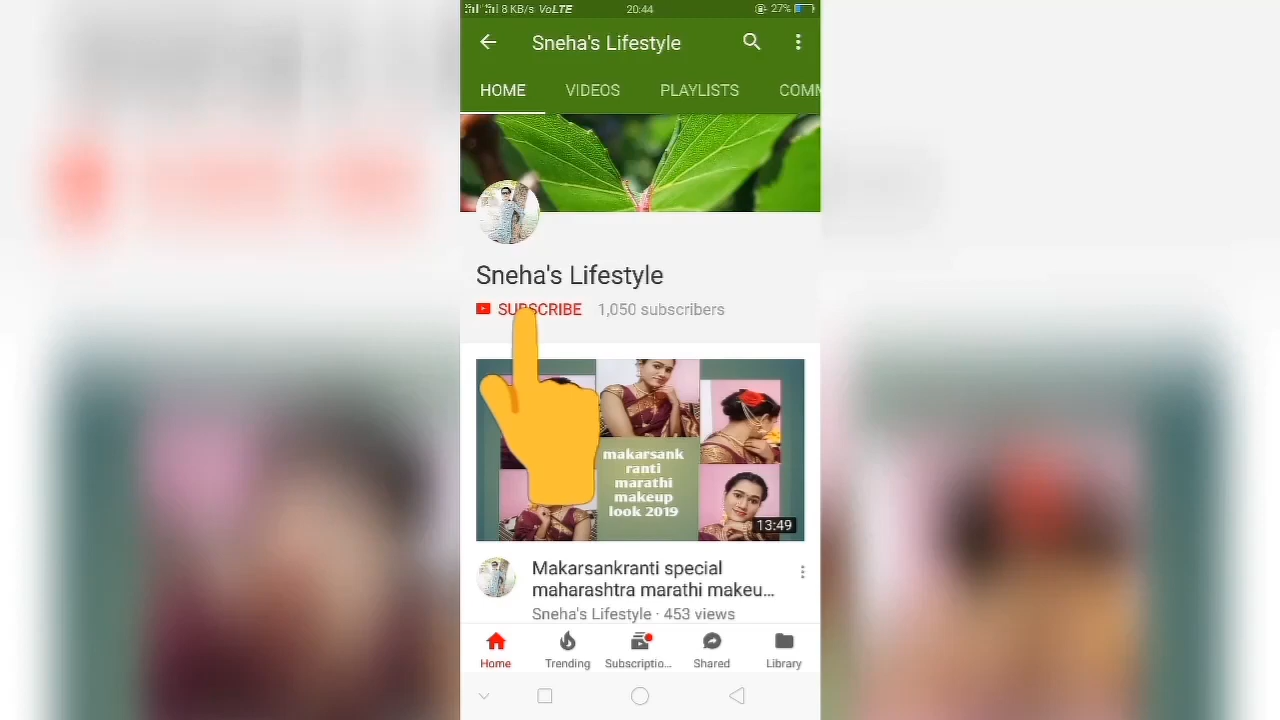 8 KB/s VoLTE 20:44 27%
Sneha's Lifestyle
HOME VIDEOS PLAYLISTS COMM
Sneha's Lifestyle
SUBSCRIBE 1,050 subscribers
makarsank
ranti
marathi
makeup
look 2019
13:49
Makarsankranti special
maharashtra marathi makeu...
Sneha's Lifestyle · 453 views
Home Trending Subscriptio... Shared Library